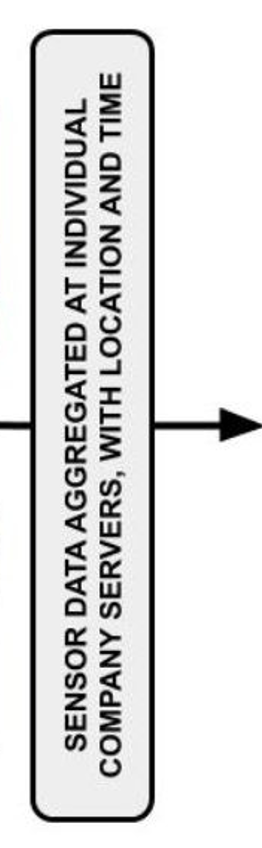 SENSOR DATA AGGREGATED AT INDIVIDUAL
COMPANY SERVERS, WITH LOCATION AND TIME